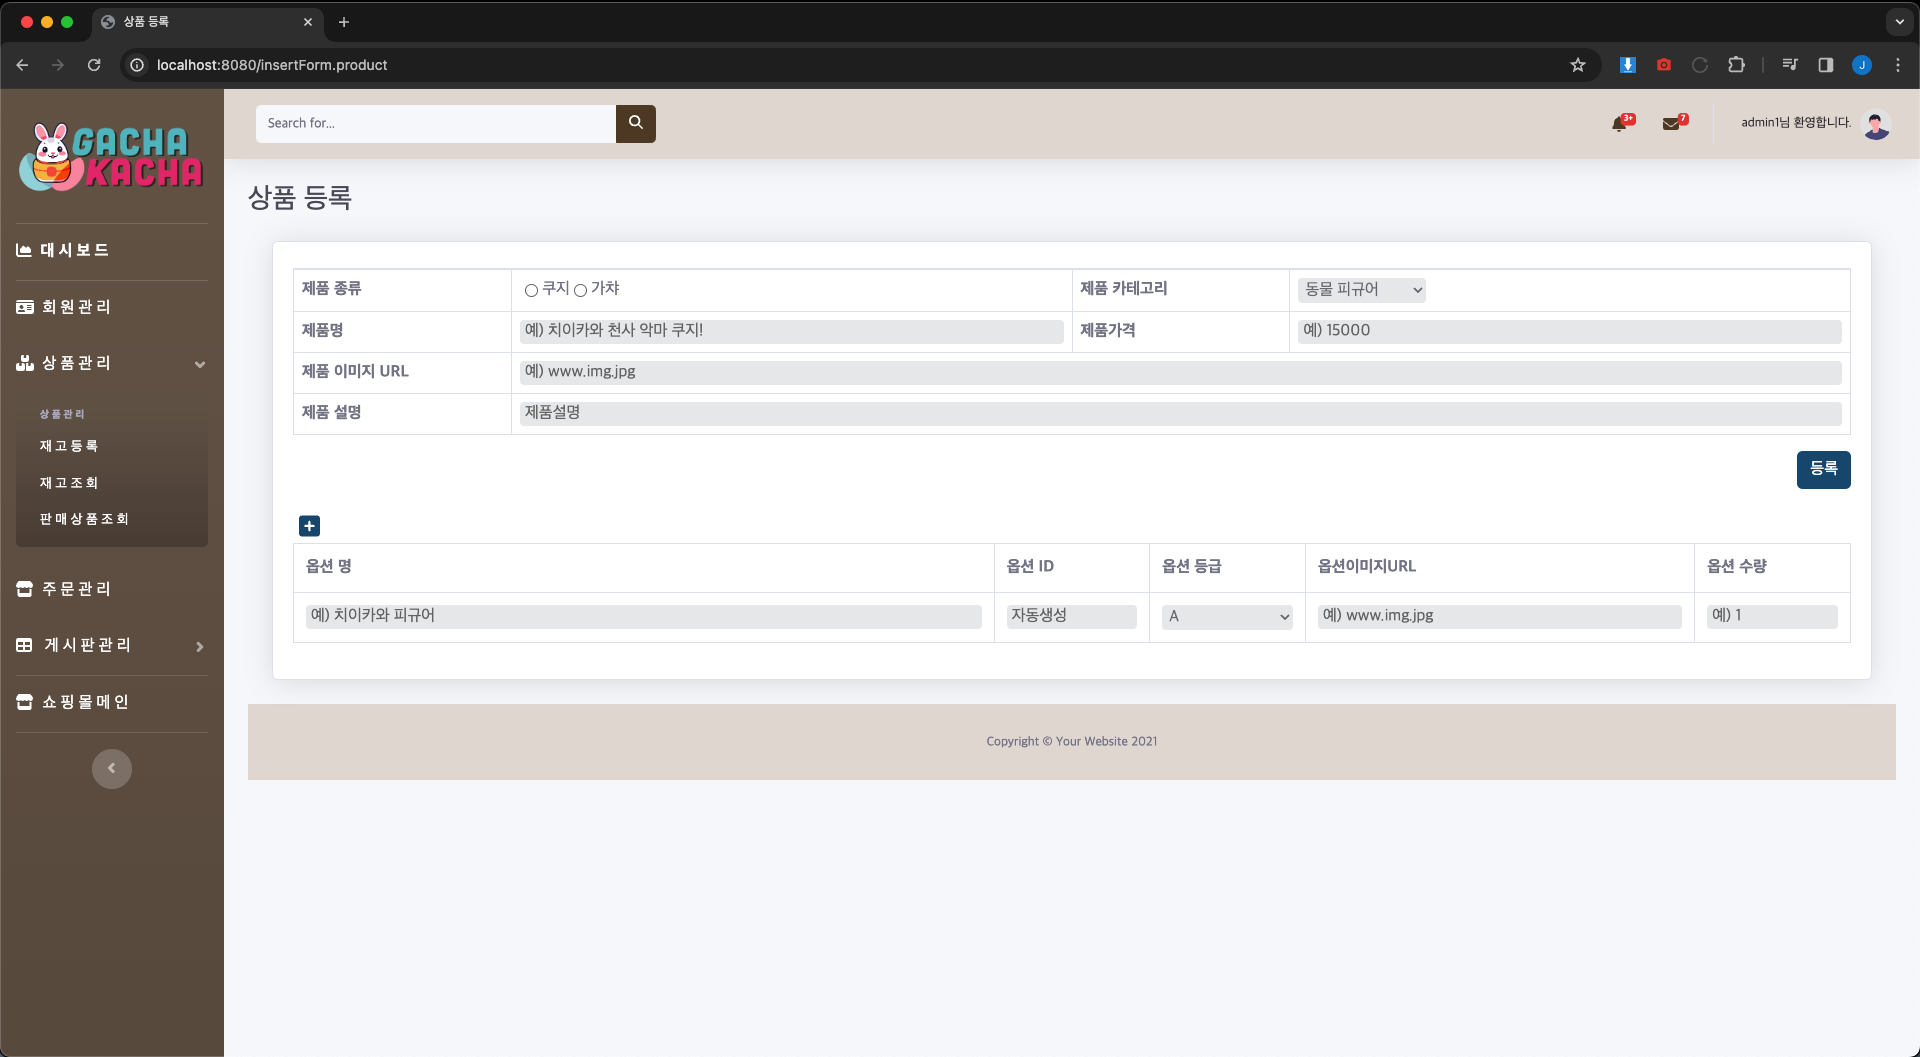 상품 등록
localhost:8080/insertForm.product
J
GACHA
KACHA
Search for...
3+
7
admin1님 환영합니다.
대시보드
회원관리
상품관리
상품관리
재고등록
재고조회
판매상품조회
주문관리
게시판관리
쇼핑몰메인
상품 등록
제품 종류 쿠지 가챠 제품 카테고리 동물 피규어
제품명 예) 치이카와 천사 악마 쿠지! 제품가격 예) 15000
제품 이미지 URL 예) www.img.jpg
제품 설명 제품설명
등록
옵션 명 옵션 ID 옵션 등급 옵션이미지URL 옵션 수량
예) 치이카와 피규어 자동생성 A 예) www.img.jpg 예) 1
Copyright © Your Website 2021